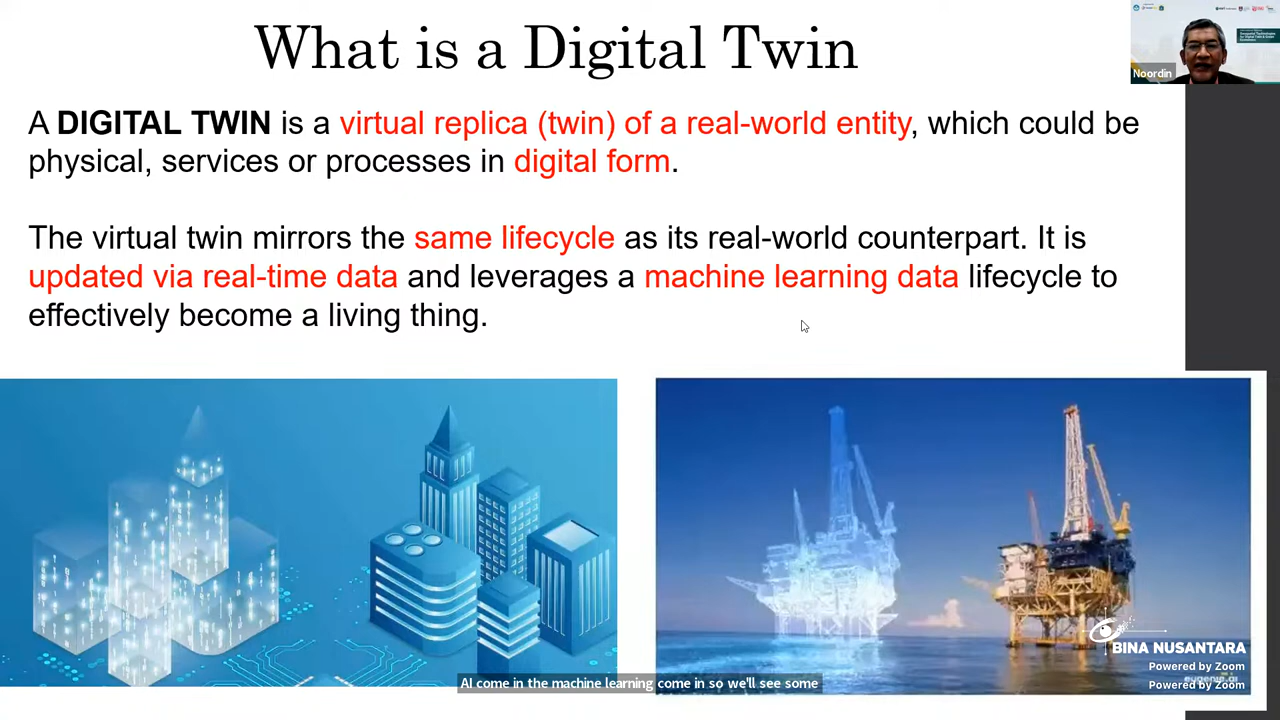 What is a Digital Twin
Noordin
A DIGITAL TWIN is a virtual replica (twin) of a real-world entity, which could be
physical, services or processes in digital form.
The virtual twin mirrors the same lifecycle as its real-world counterpart. It is
updated via real-time data and leverages a machine learning data lifecycle to
effectively become a living thing.
BINA NUSANTARA
Powered by Zoom
Powered by Zoom
AI come in the machine learning come in so we'll see some